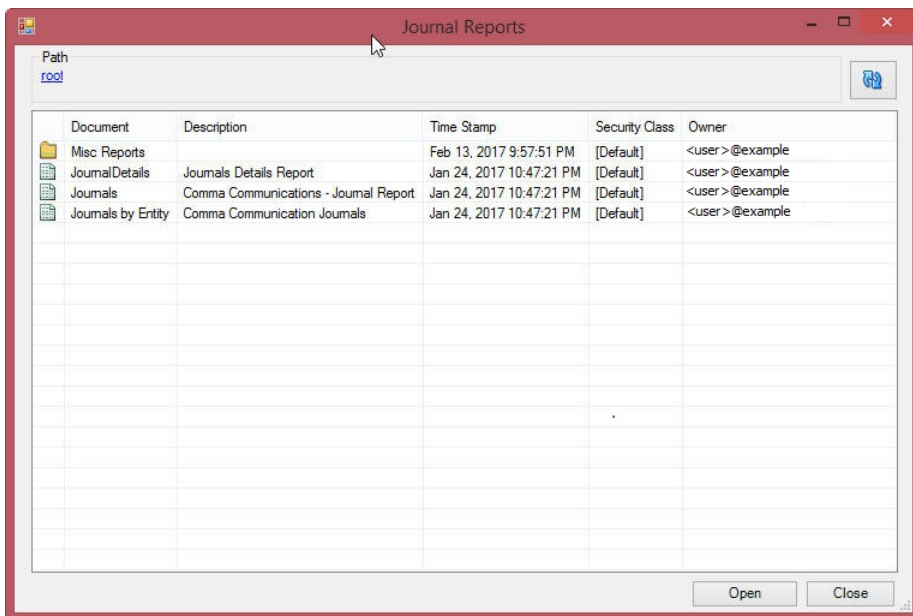 Journal Reports
Path
root
Document Description Time Stamp Security Class Owner
Misc Reports Feb 13, 2017 9:57:51 PM [Default] <user>@example
JournalDetails Journals Details Report Jan 24, 2017 10:47:21 PM [Default] <user>@example
Journals Comma Communications - Journal Report Jan 24, 2017 10:47:21 PM [Default] <user>@example
Journals by Entity Comma Communication Journals Jan 24, 2017 10:47:21 PM [Default] <user>@example
Open Close